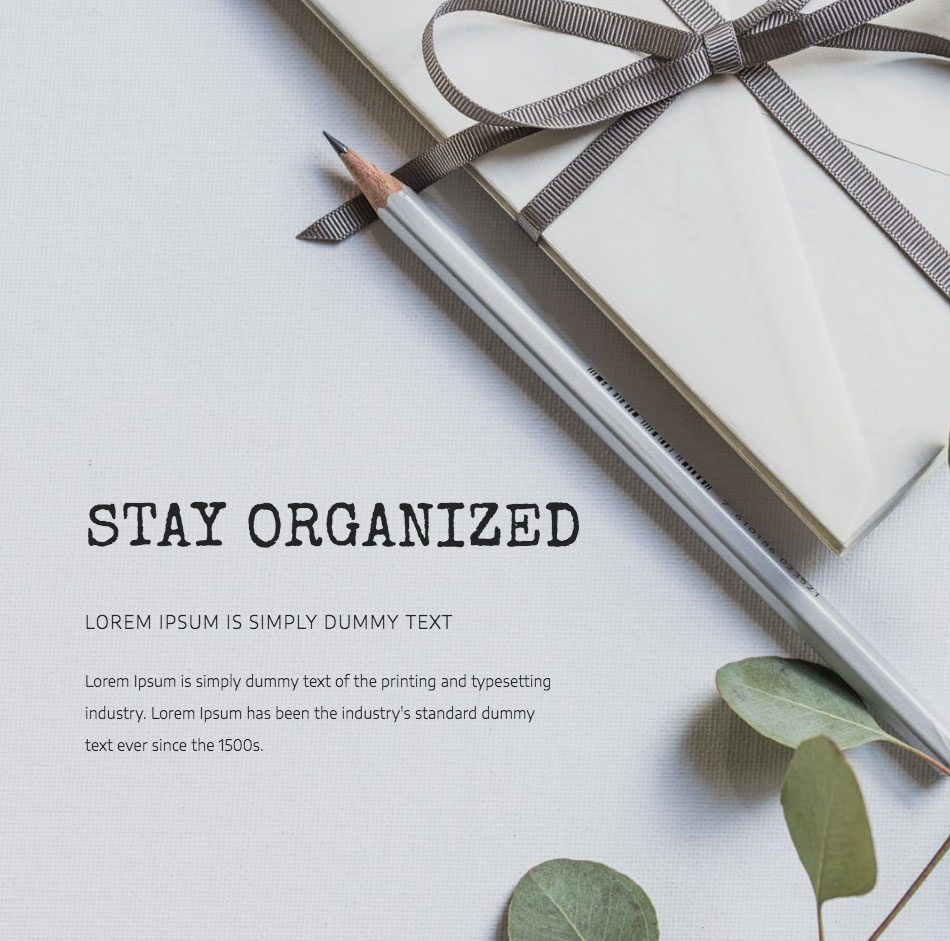 STAY ORGANIZED
LOREM IPSUM IS SIMPLY DUMMY TEXT
Lorem Ipsum is simply dummy text of the printing and typesetting
industry. Lorem Ipsum has been the industry's standard dummy
text ever since the 1500s.